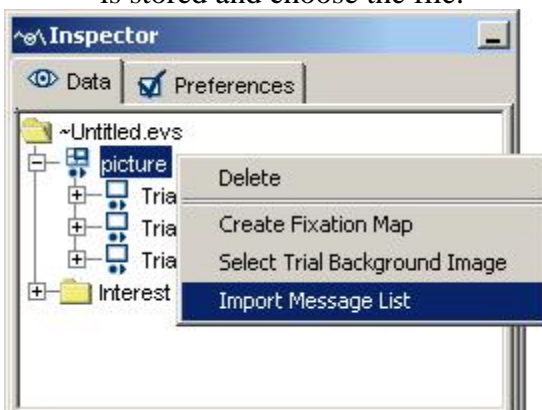 is stored and choose the file.
Inspector
Data Preferences
~Untitled.evs
picture
Delete
Tria
Create Fixation Map
Tria
Select Trial Background Image
Tria
Interest
Import Message List